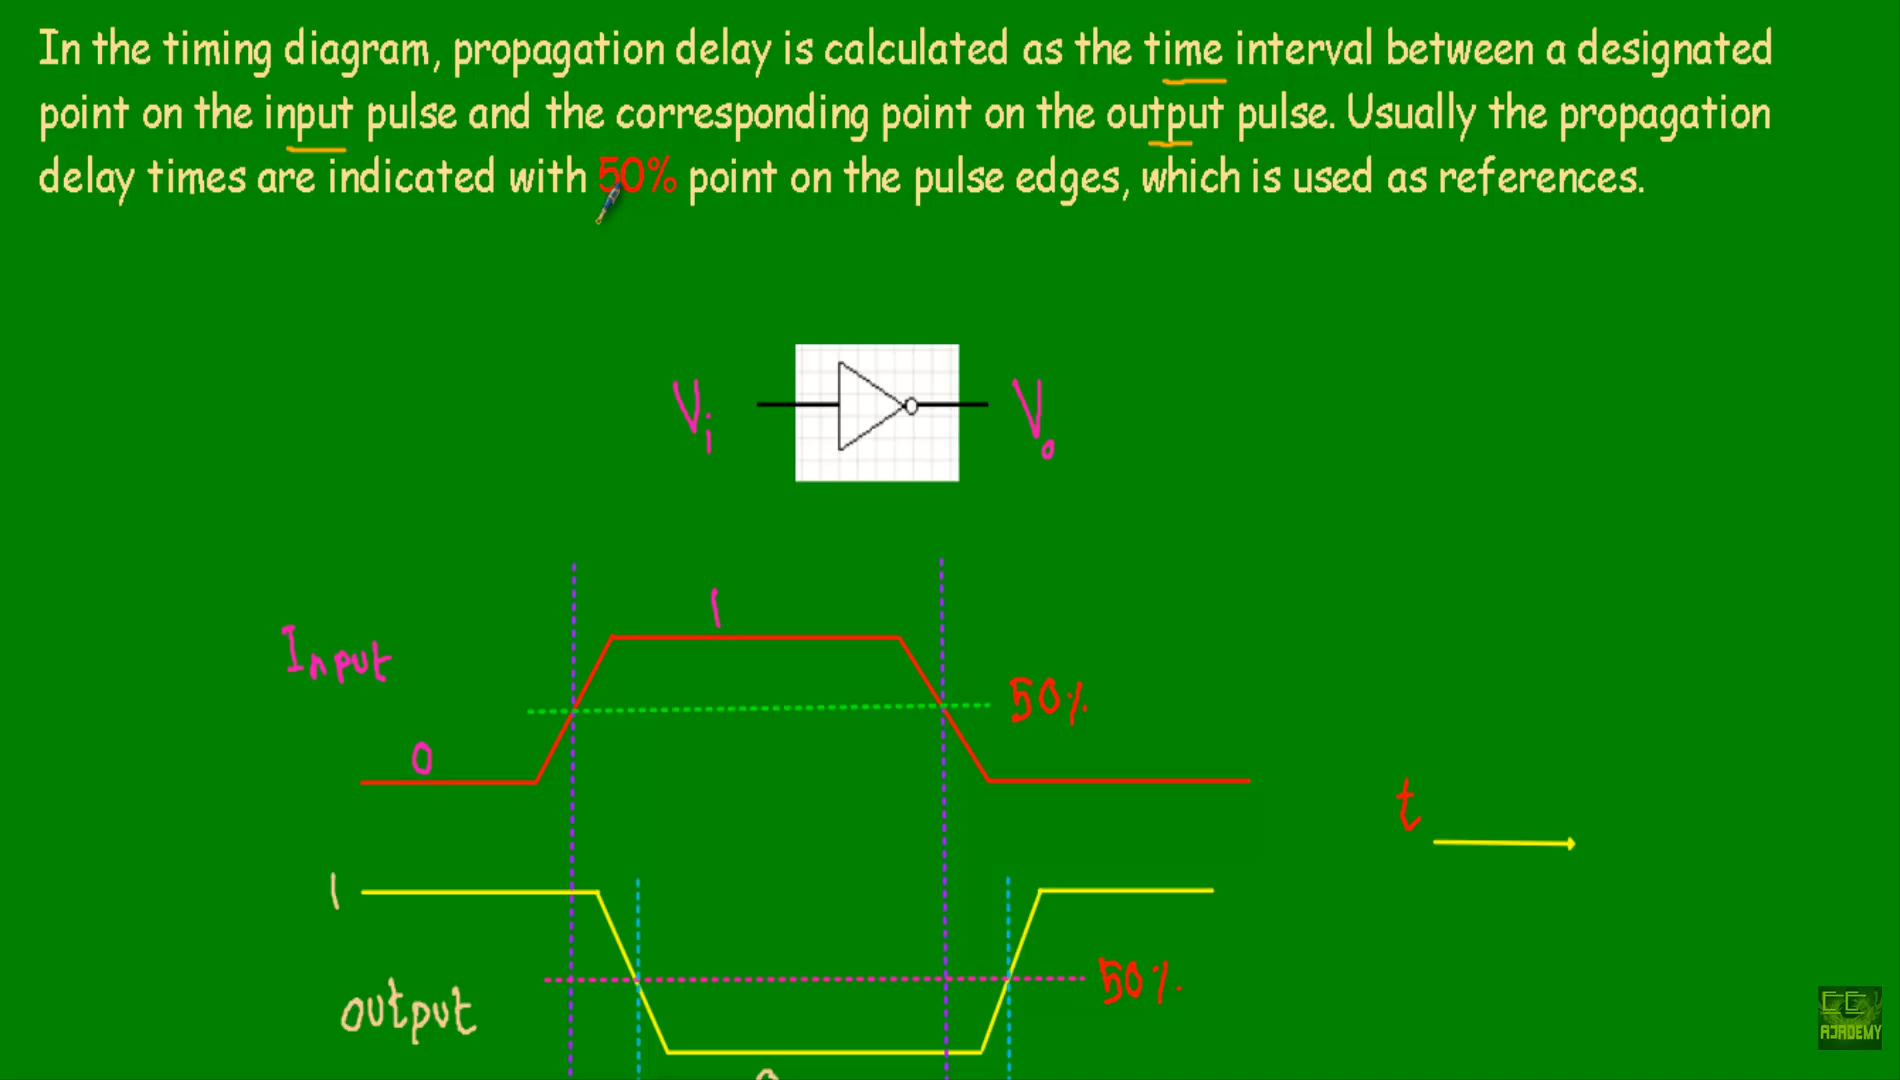 In the timing diagram, propagation delay is calculated as the time interval between a designated
point on the input pulse and the corresponding point on the output pulse. Usually the propagation
delay times are indicated with 50% point on the pulse edges, which is used as references.
Vi Vo
1
Input
50%
0
t
1
50%
output
EE
AJRDEMY